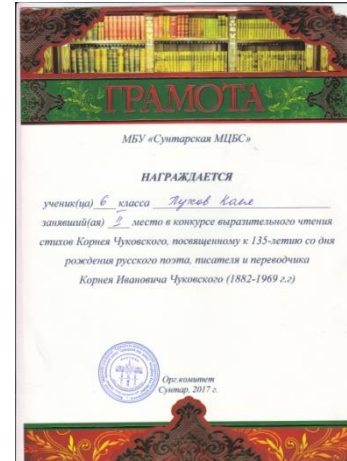 ГРАМОТА
МБУ «Сунтарская МЦБС»
НАГРАЖДАЕТСЯ
ученик(ца) 6 класса Пухов
занявший(ая) место в конкурсе выразительного чтения
стихов Корнея Чуковского, посвященному к 135-летию со дня
рождения русского поэта, писателя и переводчика
Корнея Ивановича Чуковского (1882-1969 г.г)
Орг.комитет
Сунтар, 2017 г.